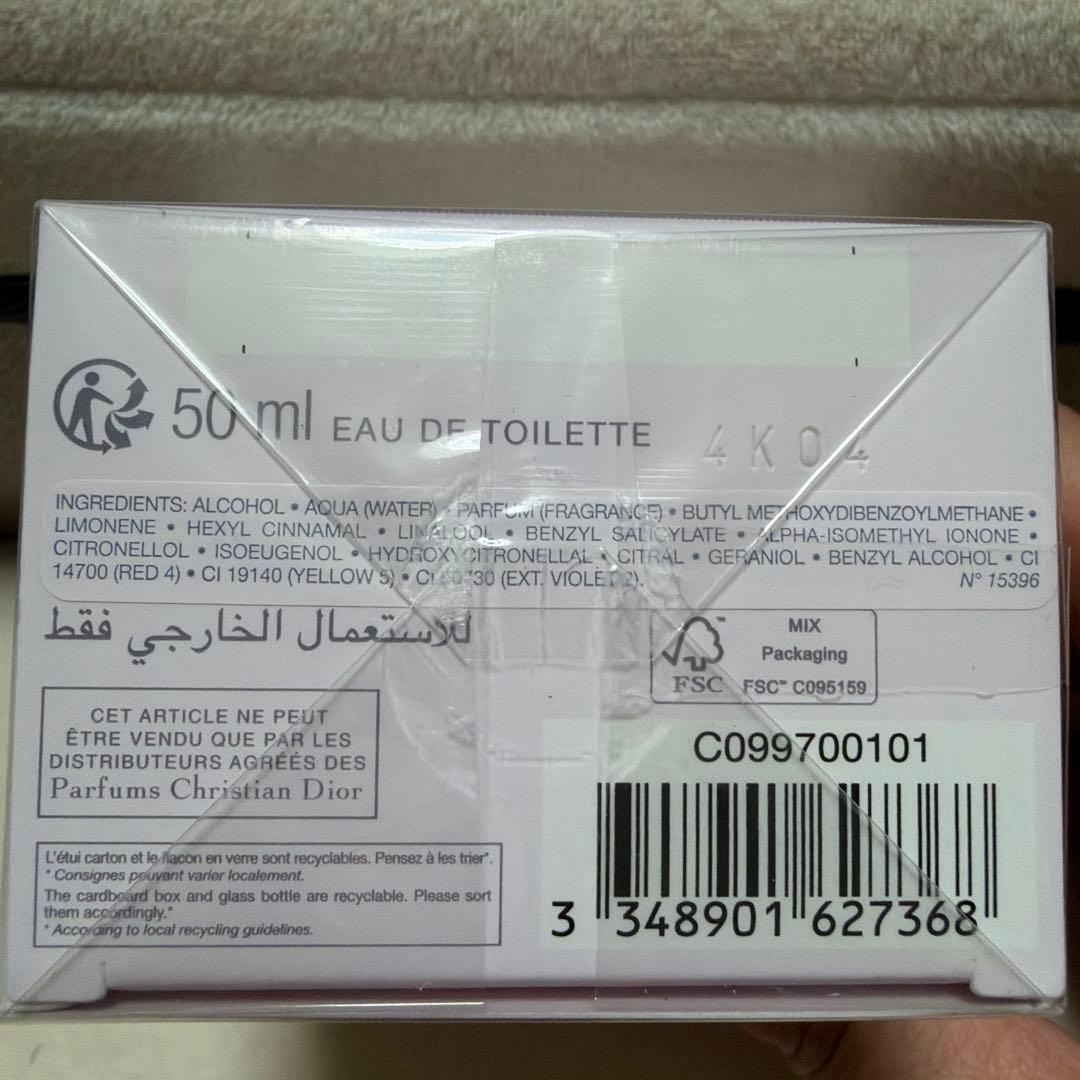 50 ml EAU DE TOILETTE
4K04
INGREDIENTS: ALCOHOL • AQUA (WATER) • PARFUM (FRAGRANCE) • BUTYL METHOXYDIBENZOYLMETHANE •
LIMONENE • HEXYL CINNAMAL • LINALOOL • BENZYL SALICYLATE • ALPHA-ISOMETHYL IONONE •
CITRONELLOL • ISOEUGENOL • HYDROXYCITRONELLAL • CITRAL • GERANIOL • BENZYL ALCOHOL • CI
14700 (RED 4) • CI 19140 (YELLOW 5) • CI 60730 (EXT. VIOLET 2). N° 15396
للاستعمال الخارجي فقط
MIX
Packaging
FSC
FSC™ C095159
CET ARTICLE NE PEUT
ÊTRE VENDU QUE PAR LES
DISTRIBUTEURS AGRÉÉS DES
Parfums Christian Dior
C099700101
L'étui carton et le flacon en verre sont recyclables. Pensez à les trier*.
* Consignes pouvant varier localement.
The cardboard box and glass bottle are recyclable. Please sort
them accordingly.*
* According to local recycling guidelines.
3 348901 627368